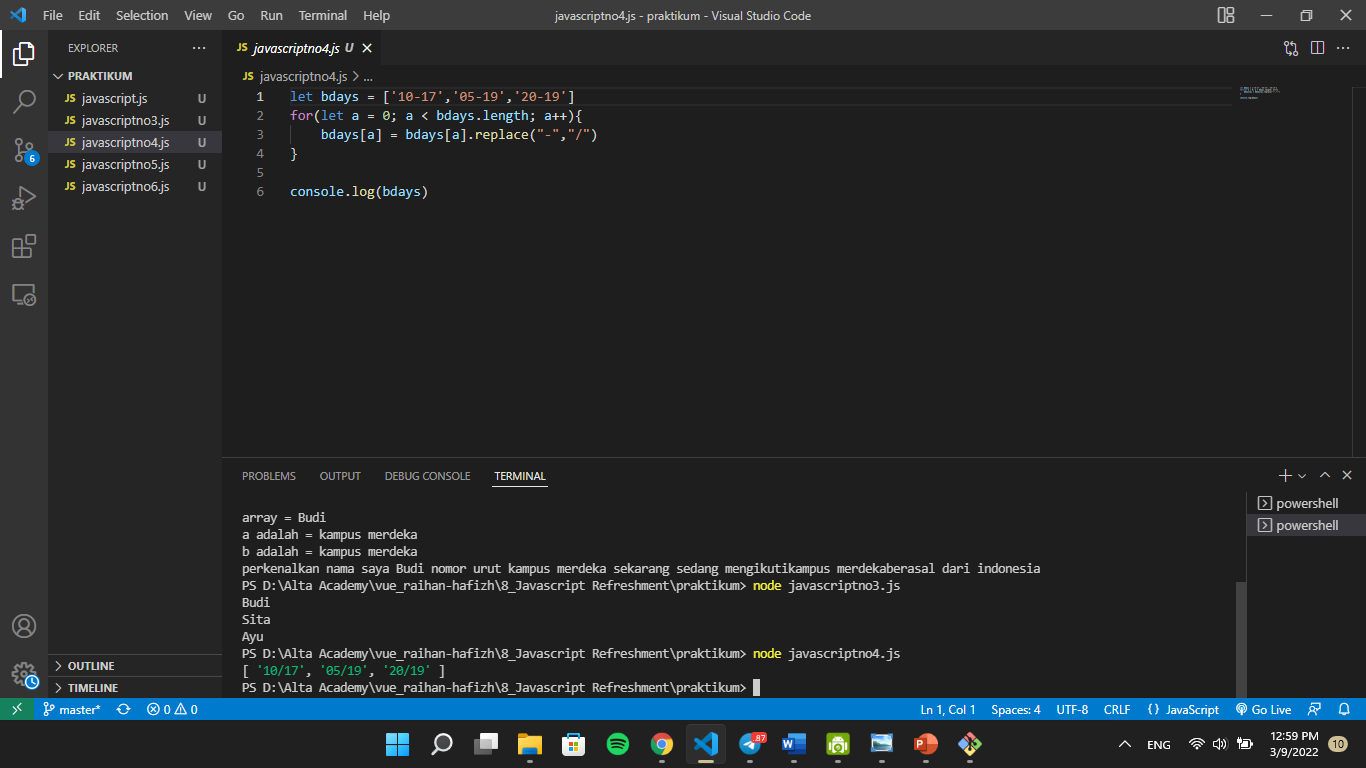 File Edit Selection View Go Run Terminal Help javascriptno4.js - praktikum - Visual Studio Code
EXPLORER
PRAKTIKUM
JS javascript.js U
JS javascriptno3.js U
JS javascriptno4.js U
JS javascriptno5.js U
JS javascriptno6.js U
6
OUTLINE
TIMELINE
JS javascriptno4.js U
JS javascriptno4.js > ...
1 let bdays = ['10-17','05-19','20-19']
2 for(let a = 0; a < bdays.length; a++){
3 bdays[a] = bdays[a].replace("-","/")
4 }
5
6 console.log(bdays)
PROBLEMS OUTPUT DEBUG CONSOLE TERMINAL
powershell
powershell
array = Budi
a adalah = kampus merdeka
b adalah = kampus merdeka
perkenalkan nama saya Budi nomor urut kampus merdeka sekarang sedang mengikutikampus merdekaberasal dari indonesia
PS D:\Alta Academy\vue_raihan-hafizh\8_Javascript Refreshment\praktikum> node javascriptno3.js
Budi
Sita
Ayu
PS D:\Alta Academy\vue_raihan-hafizh\8_Javascript Refreshment\praktikum> node javascriptno4.js
[ '10/17', '05/19', '20/19' ]
PS D:\Alta Academy\vue_raihan-hafizh\8_Javascript Refreshment\praktikum>
master* 0 0 Ln 1, Col 1 Spaces: 4 UTF-8 CRLF {} JavaScript Go Live
87
ENG
12:59 PM
3/9/2022
10